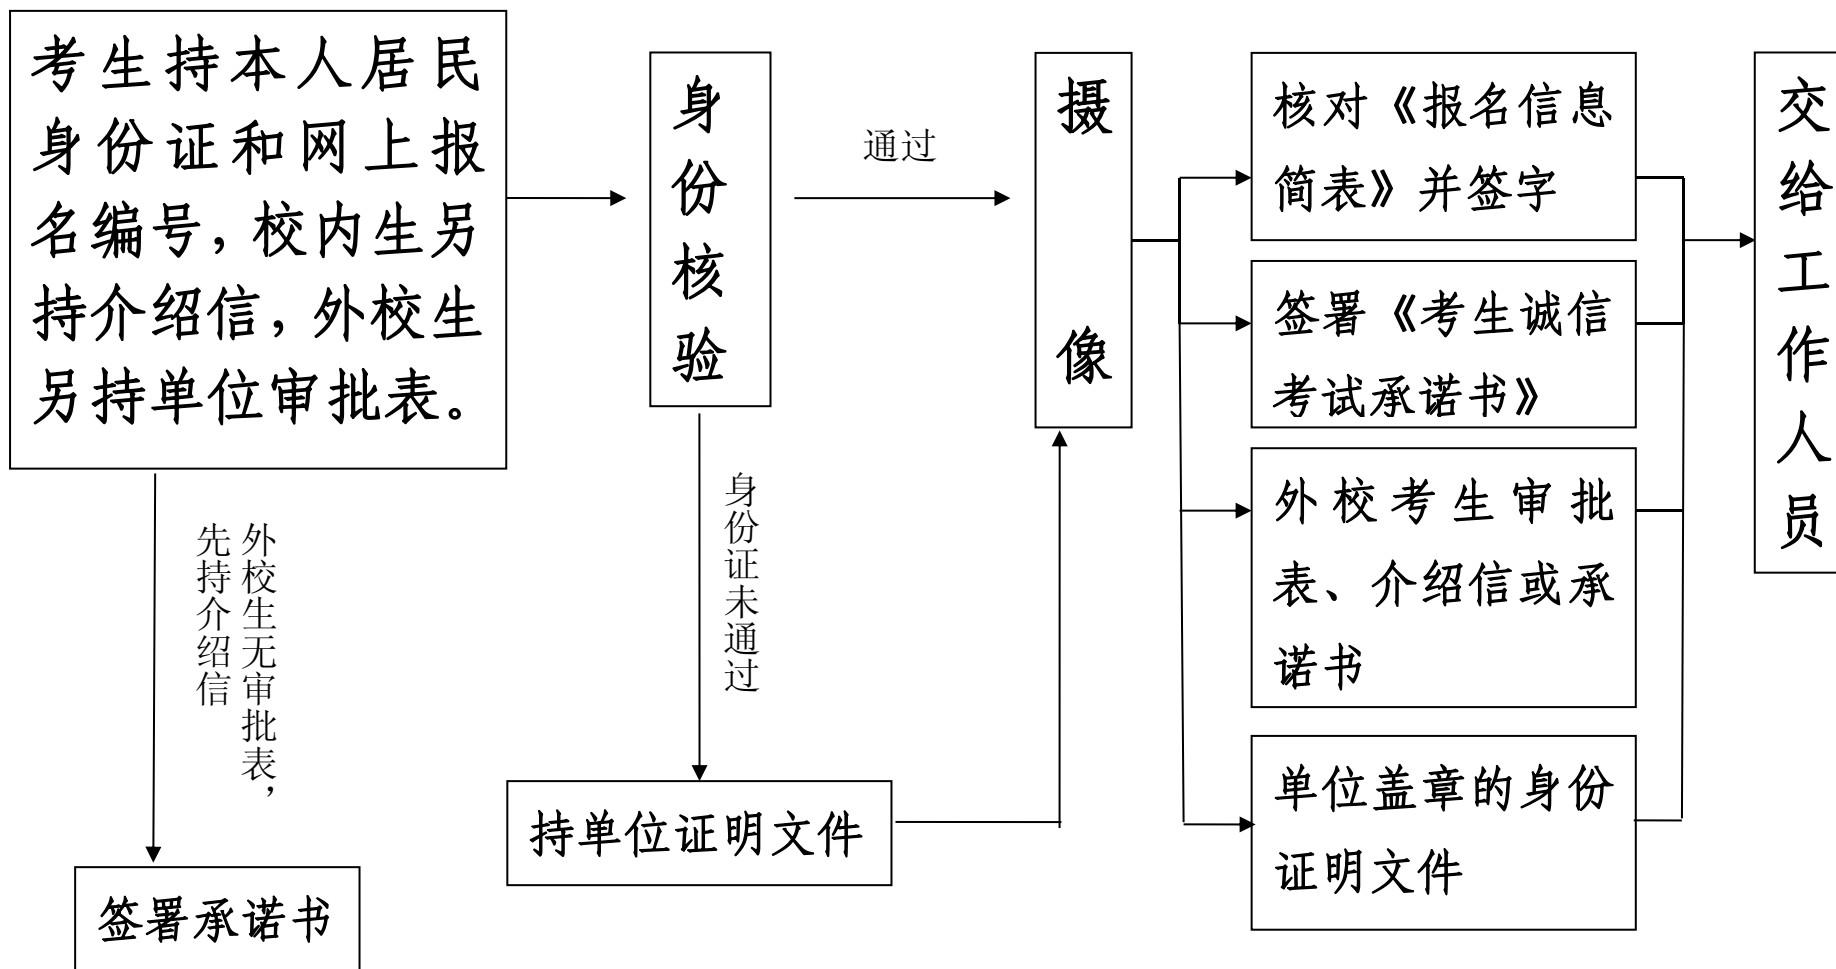 考生持本人居民
身份证和网上报
名编号，校内生另
持介绍信，外校生
另持单位审批表。
外校生无审批表，
先持介绍信
签署承诺书
身份核验
通过
身份证未通过
持单位证明文件
摄像
核对《报名信息
简表》并签字
签署《考生诚信
考试承诺书》
外校考生审批
表、介绍信或承
诺书
单位盖章的身份
证明文件
交给工作人员